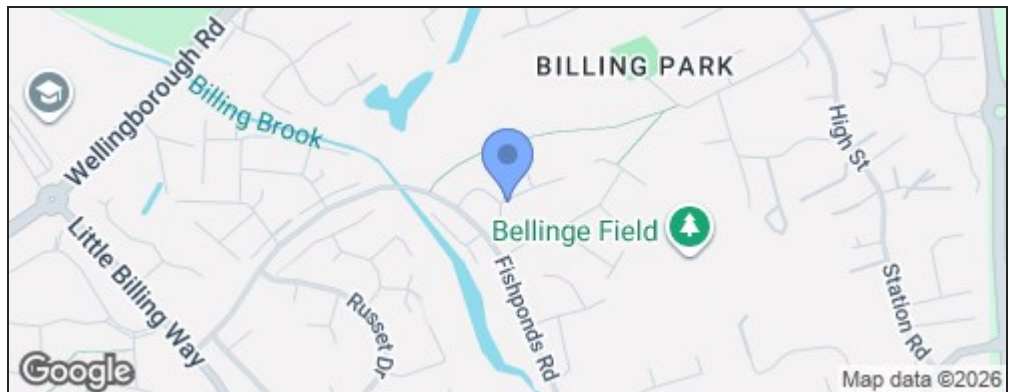 Wellingborough Rd
Billing Brook
BILLING PARK
High St
Bellinge Field
Little Billing Way
Russet Dr
Fishponds Rd
Station Rd
Google
Map data ©2026